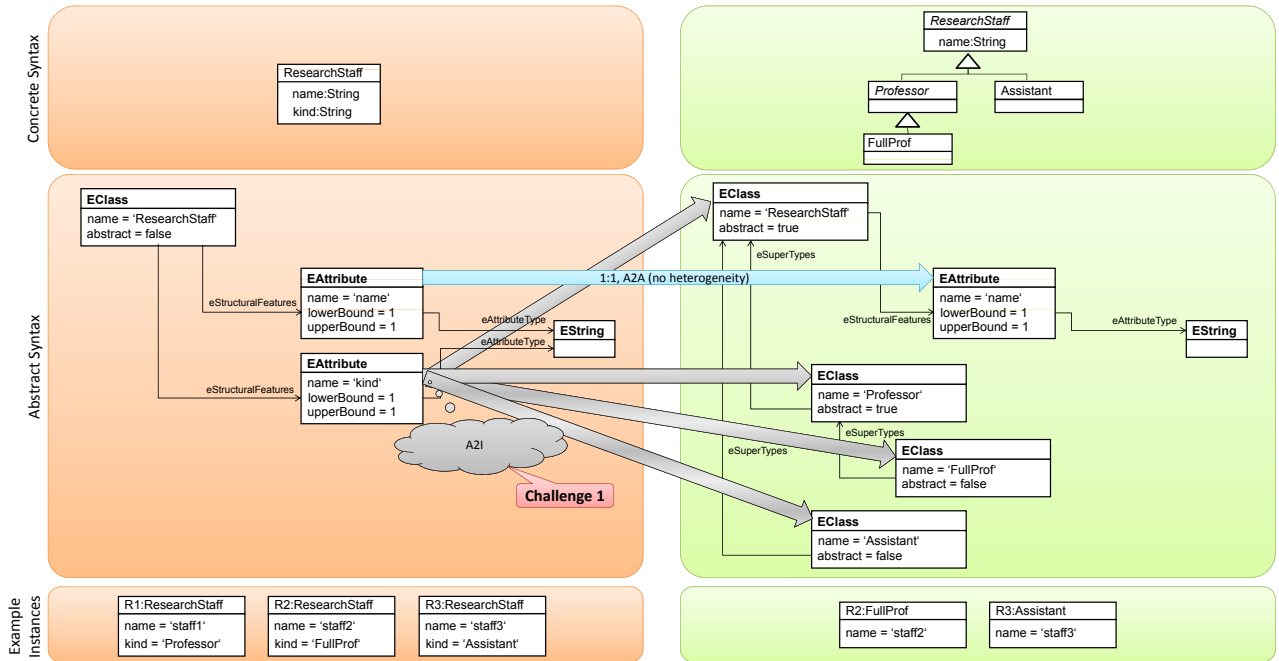 Concrete Syntax
ResearchStaff
name:String
kind:String
ResearchStaff
name:String
Professor
Assistant
FullProf
Abstract Syntax
EClass
name = ‘ResearchStaff‘
abstract = false
eStructuralFeatures
EAttribute
name = ‘name‘
lowerBound = 1
upperBound = 1
eAttributeType
eAttributeType
EString
eStructuralFeatures
EAttribute
name = ‘kind‘
lowerBound = 1
upperBound = 1
A2I
Challenge 1
1:1, A2A (no heterogeneity)
EClass
name = ‘ResearchStaff‘
abstract = true
eSuperTypes
EAttribute
name = ‘name‘
lowerBound = 1
upperBound = 1
eStructuralFeatures
eAttributeType
EString
EClass
name = ‘Professor‘
abstract = true
eSuperTypes
eSuperTypes
EClass
name = ‘FullProf‘
abstract = false
EClass
name = ‘Assistant‘
abstract = false
Example
Instances
R1:ResearchStaff
name = ‘staff1‘
kind = ‘Professor‘
R2:ResearchStaff
name = ‘staff2‘
kind = ‘FullProf‘
R3:ResearchStaff
name = ‘staff3‘
kind = ‘Assistant‘
R2:FullProf
name = ‘staff2‘
R3:Assistant
name = ‘staff3‘